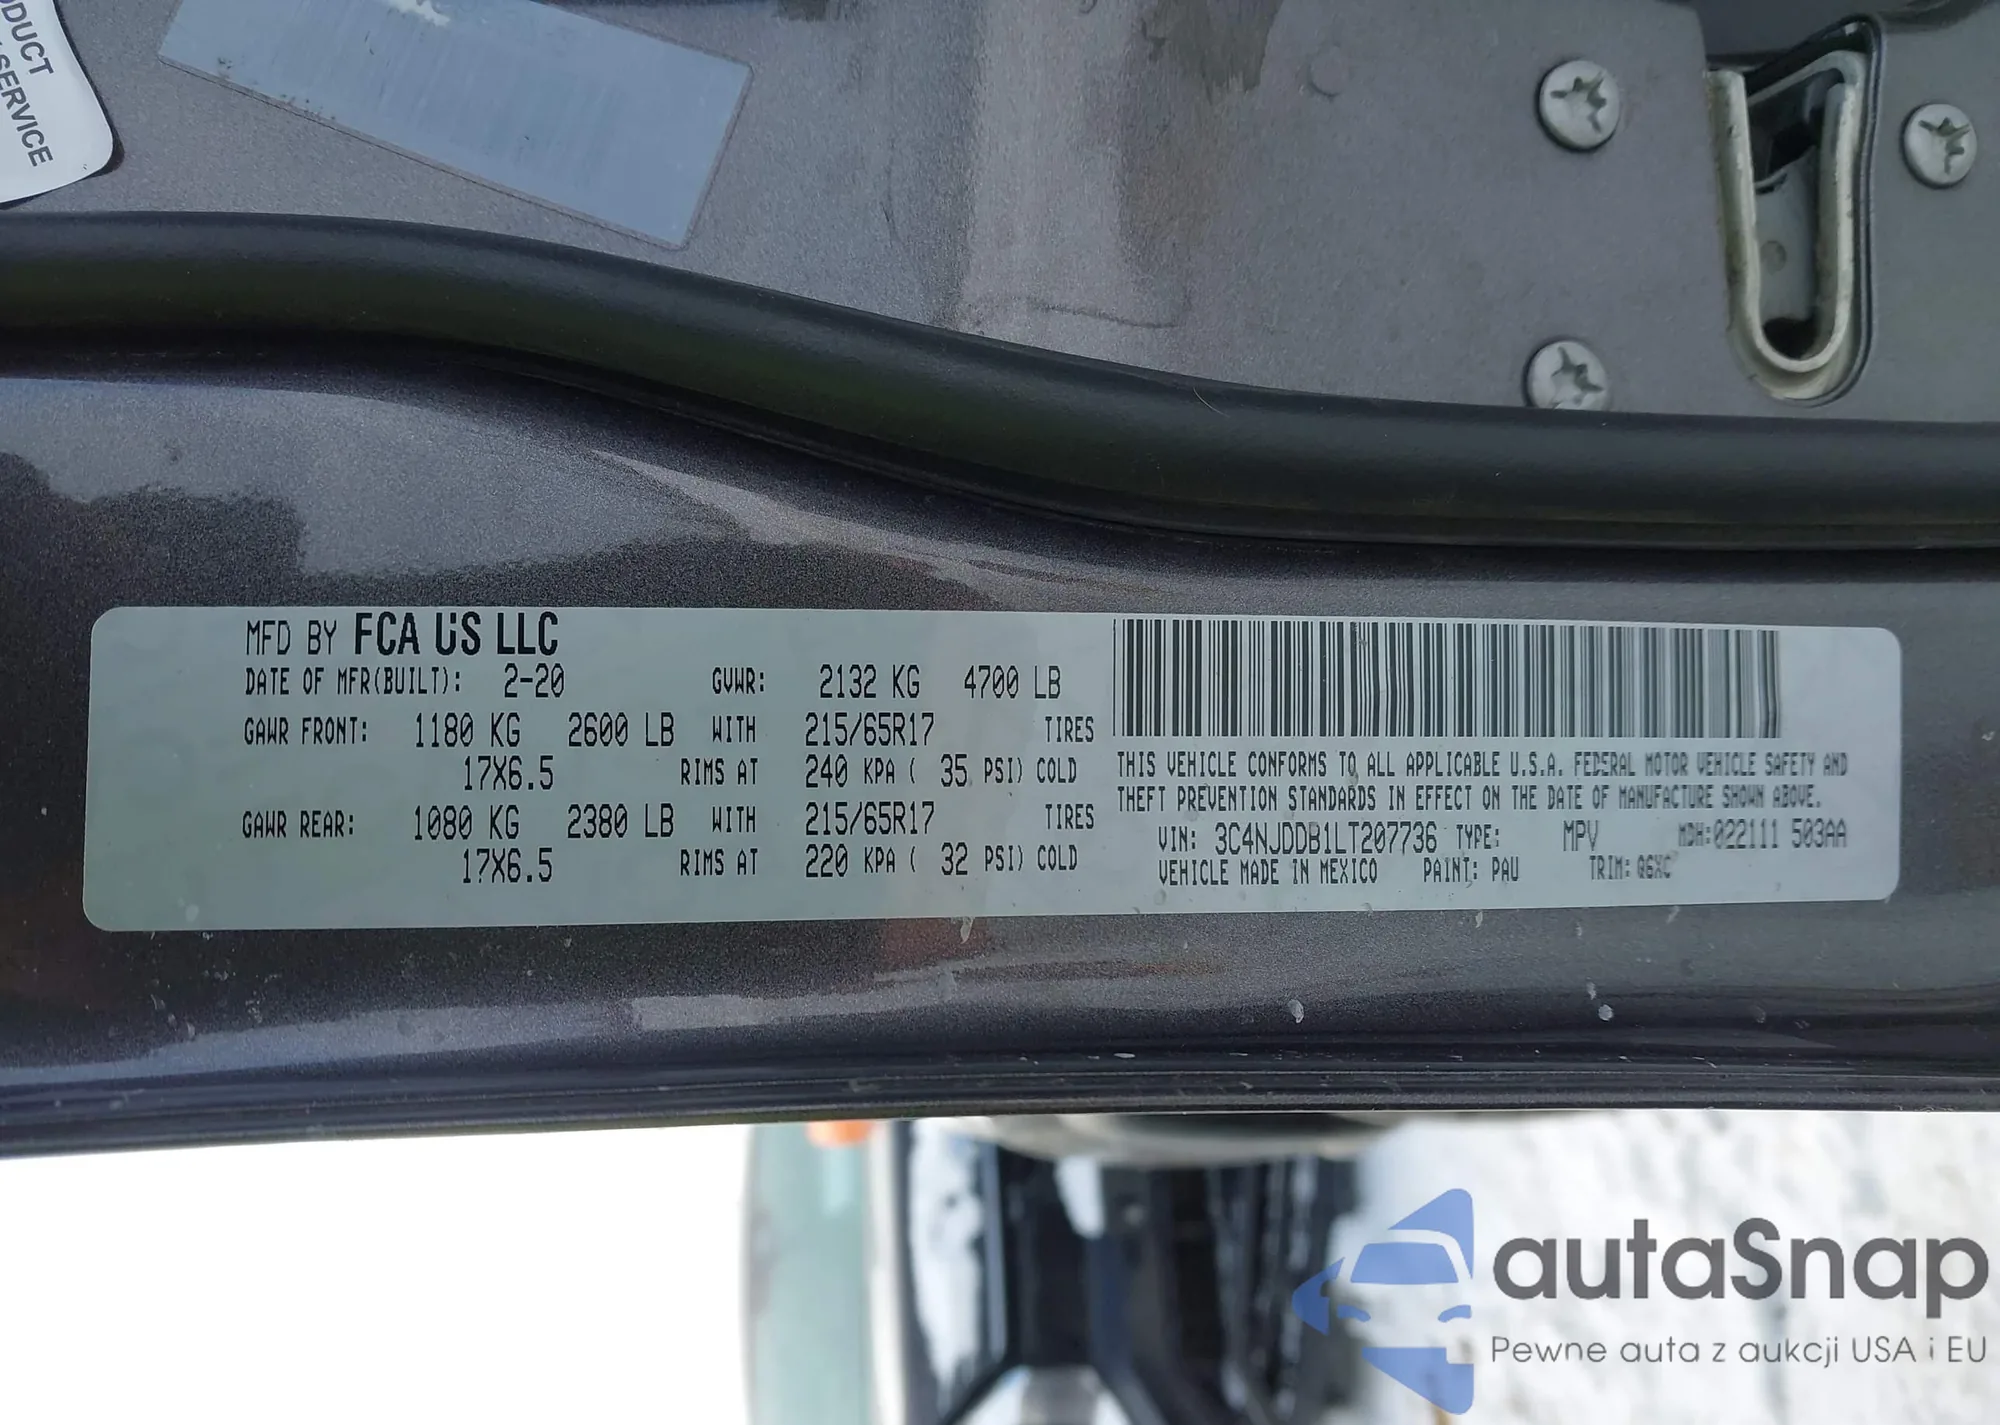 DUCT
SERVICE
MFD BY FCA US LLC
DATE OF MFR(BUILT): 2-20 GVWR: 2132 KG 4700 LB
GAWR FRONT: 1180 KG 2600 LB WITH 215/65R17 TIRES
17X6.5 RIMS AT 240 KPA ( 35 PSI) COLD
GAWR REAR: 1080 KG 2380 LB WITH 215/65R17 TIRES
17X6.5 RIMS AT 220 KPA ( 32 PSI) COLD
THIS VEHICLE CONFORMS TO ALL APPLICABLE U.S.A. FEDERAL MOTOR VEHICLE SAFETY AND
THEFT PREVENTION STANDARDS IN EFFECT ON THE DATE OF MANUFACTURE SHOWN ABOVE.
VIN: 3C4NJDDB1LT207736 TYPE: MPV MDH:022111 503AA
VEHICLE MADE IN MEXICO PAINT: PAU TRIM: Q6XC
autaSnap
Pewne auta z aukcji USA i EU